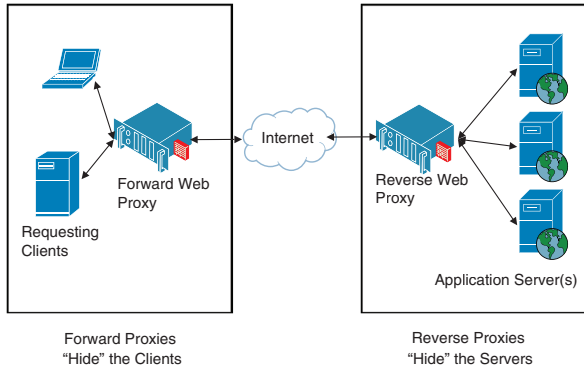 Internet
Forward Web
Proxy
Requesting
Clients
Reverse Web
Proxy
Application Server(s)
Forward Proxies
“Hide” the Clients
Reverse Proxies
“Hide” the Servers